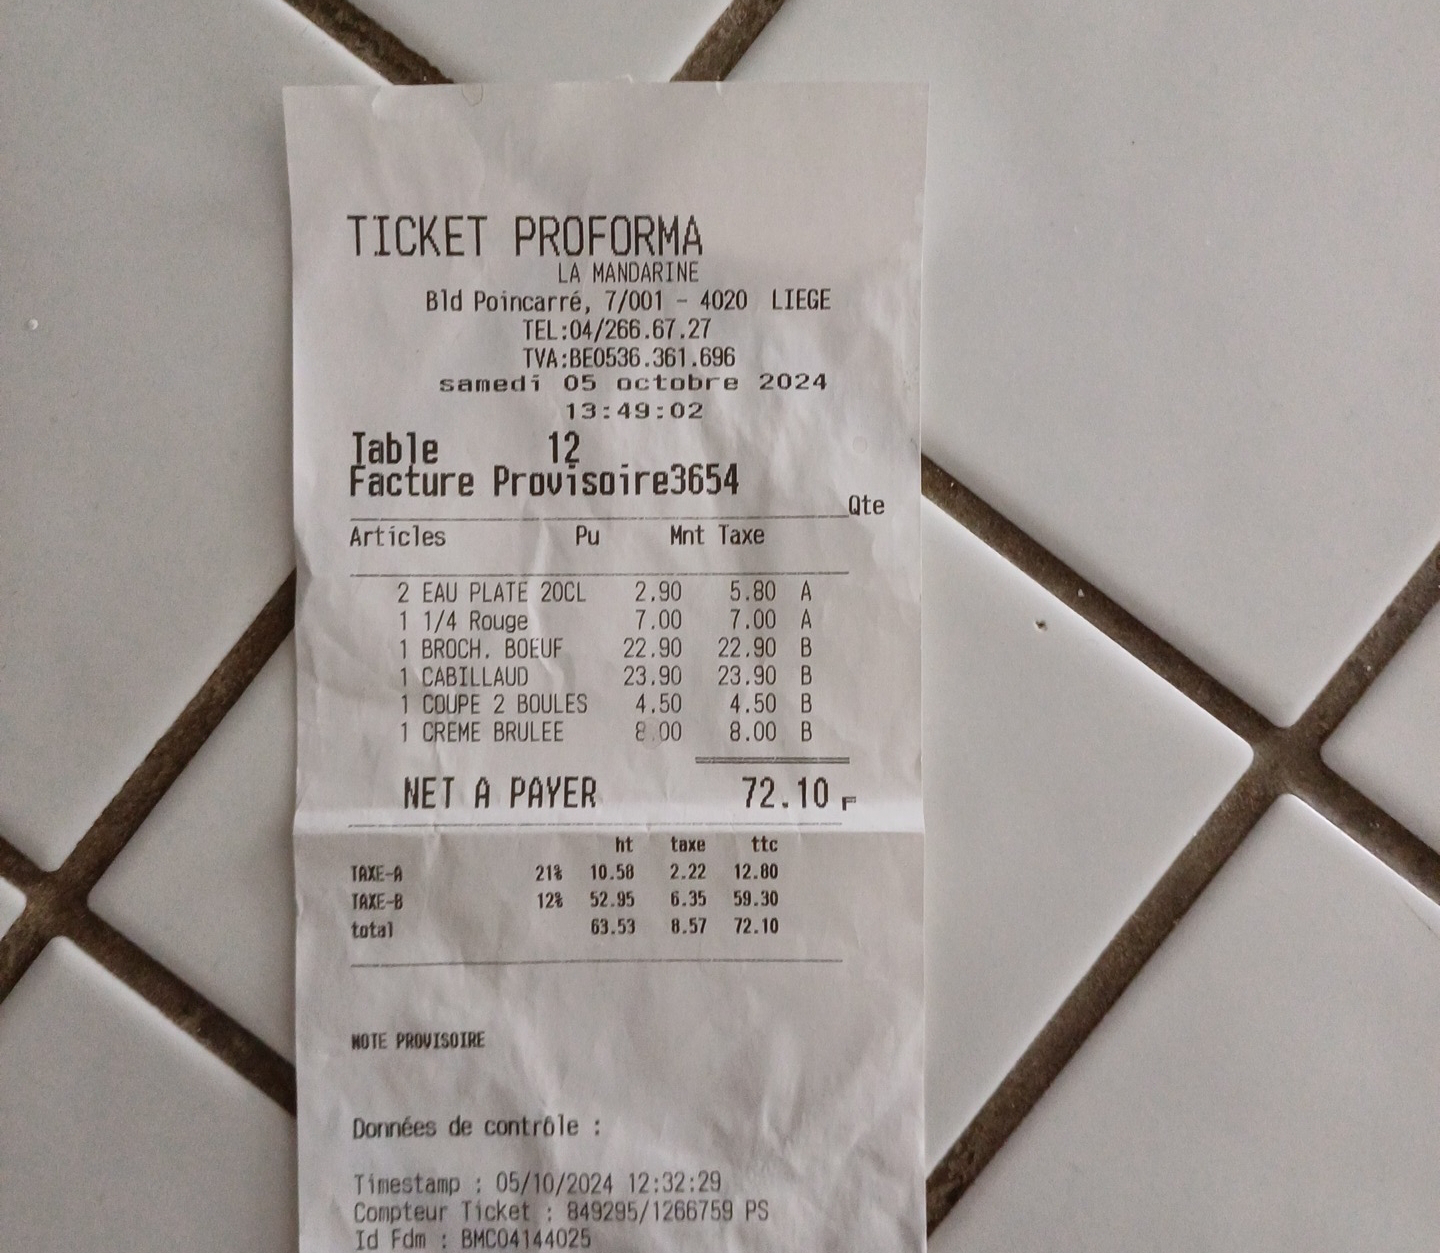 TICKET PROFORMA
LA MANDARINE
Bld Poincarré, 7/001 - 4020 LIEGE
TEL:04/266.67.27
TVA:BE0536.361.696
samedi 05 octobre 2024
13:49:02
Table 12
Facture Provisoire3654
Qte
Articles Pu Mnt Taxe
2 EAU PLATE 20CL 2.90 5.80 A
1 1/4 Rouge 7.00 7.00 A
1 BROCH. BOEUF 22.90 22.90 B
1 CABILLAUD 23.90 23.90 B
1 COUPE 2 BOULES 4.50 4.50 B
1 CREME BRULEE 8.00 8.00 B
NET A PAYER 72.10
ht taxe ttc
TAXE-A 21% 10.58 2.22 12.80
TAXE-B 12% 52.95 6.35 59.30
total 63.53 8.57 72.10
NOTE PROVISOIRE
Données de contrôle :
Timestamp : 05/10/2024 12:32:29
Compteur Ticket : 849295/1266759 PS
Id Fdm : BMC04144025